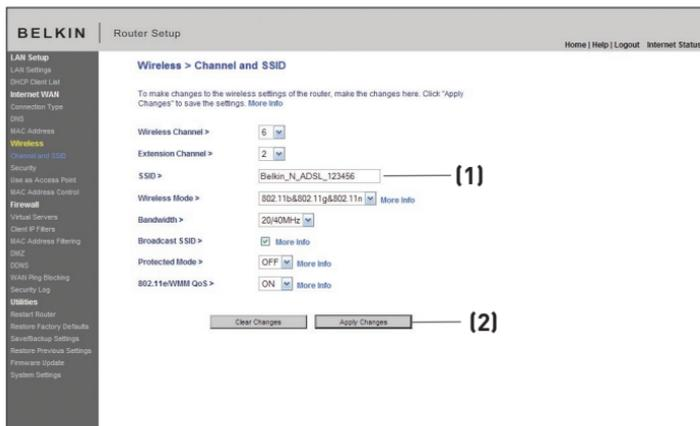 BELKIN | Router Setup
Home | Help | Logout Internet Status
LAN Setup
LAN Settings
DHCP Client List
Internet WAN
Connection Type
DNS
MAC Address
Wireless
Channel and SSID
Security
Use as Access Point
MAC Address Control
Firewall
Virtual Servers
Client IP Filters
MAC Address Filtering
DMZ
DDNS
WAN Ping Blocking
Security Log
Utilities
Restart Router
Restore Factory Defaults
Save/Backup Settings
Restore Previous Settings
Firmware Update
System Settings
Wireless > Channel and SSID
To make changes to the wireless settings of the router, make the changes here. Click "Apply
Changes" to save the settings. More Info
Wireless Channel > 6
Extension Channel > 2
SSID > Belkin_N_ADSL_123456 (1)
Wireless Mode > 802.11b&802.11g&802.11n More Info
Bandwidth > 20/40MHz
Broadcast SSID > More Info
Protected Mode > OFF More Info
802.11e/WMM QoS > ON More Info
Clear Changes Apply Changes (2)